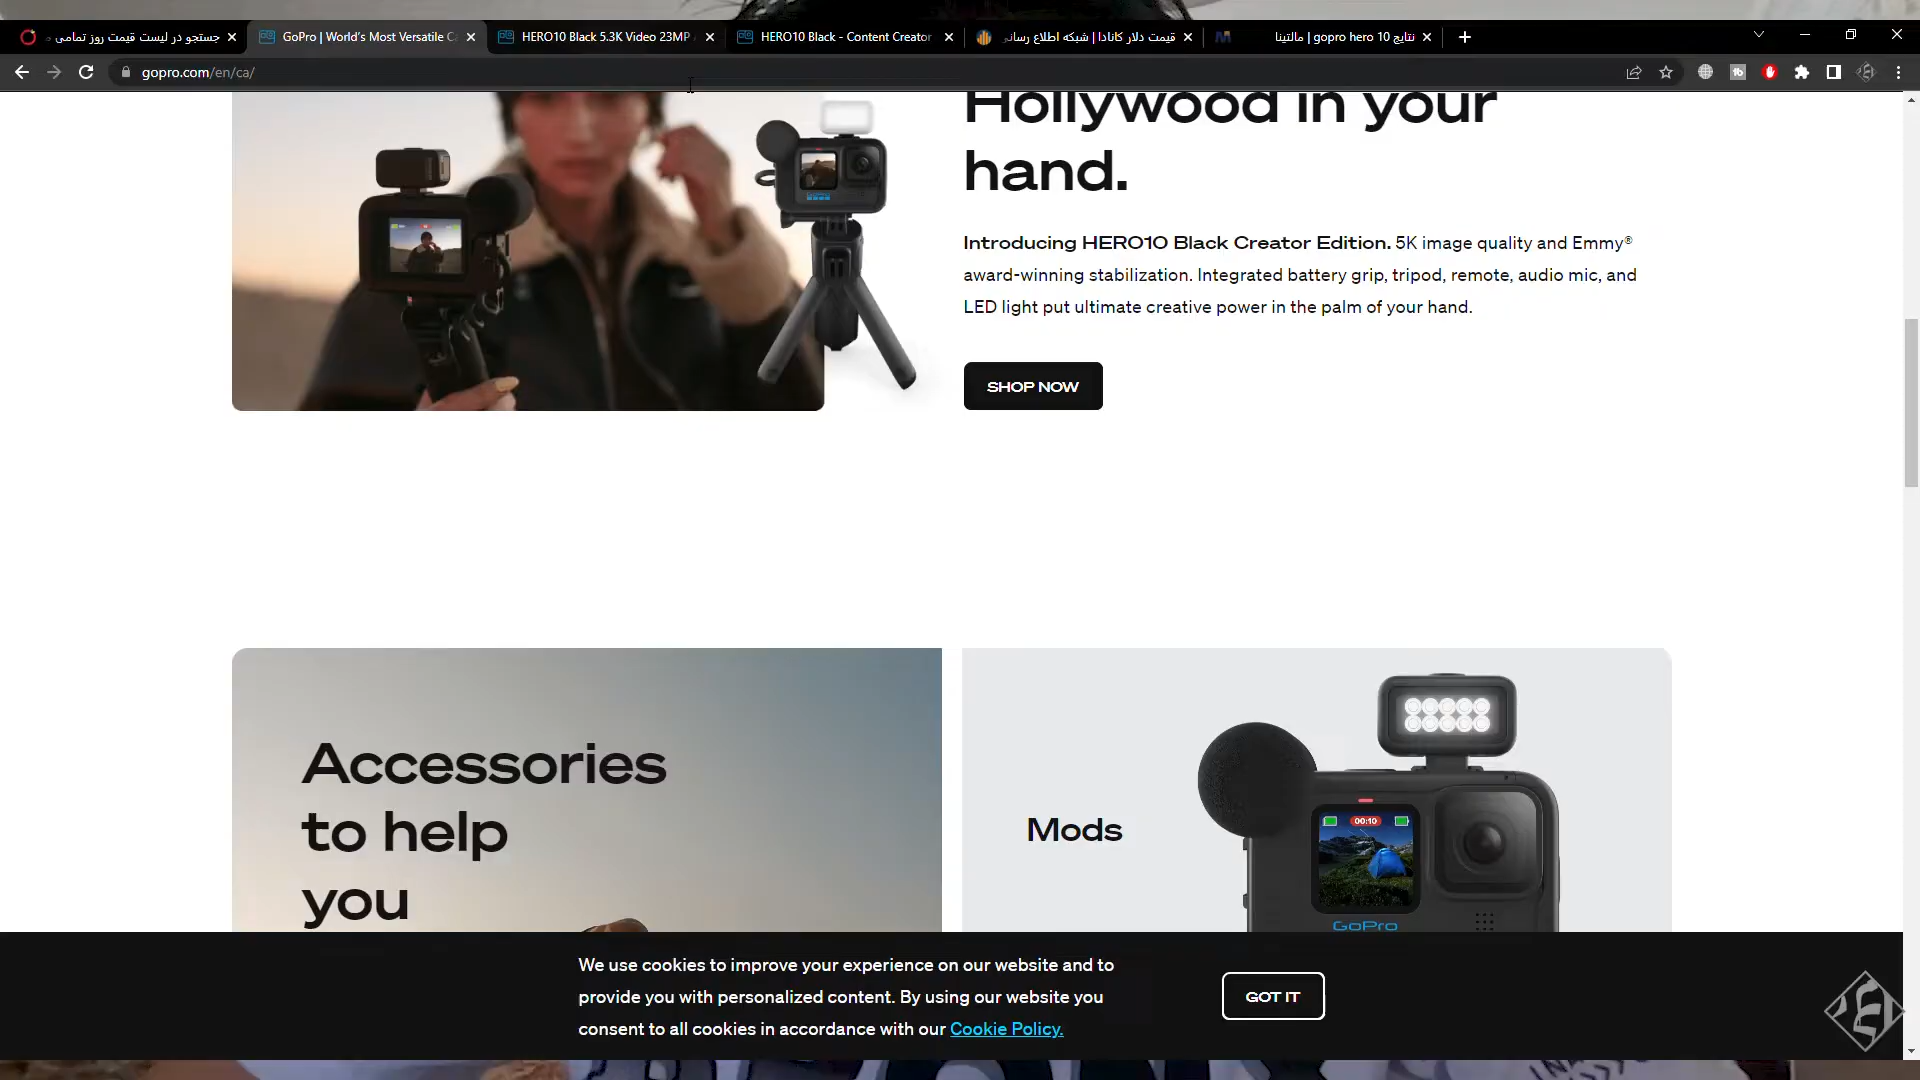 جستجو در لیست قیمت روز تمامی
GoPro | World's Most Versatile C
HERO10 Black 5.3K Video 23MP
HERO10 Black - Content Creator
قیمت دلار کانادا | شبکه اطلاع رسانی
نتایج gopro hero 10 | مالتینا
gopro.com/en/ca/
Hollywood in your
hand.
Introducing HERO10 Black Creator Edition. 5K image quality and Emmy®
award-winning stabilization. Integrated battery grip, tripod, remote, audio mic, and
LED light put ultimate creative power in the palm of your hand.
SHOP NOW
Accessories
to help
you
Mods
00:10
GoPro
We use cookies to improve your experience on our website and to
provide you with personalized content. By using our website you
consent to all cookies in accordance with our Cookie Policy.
GOT IT